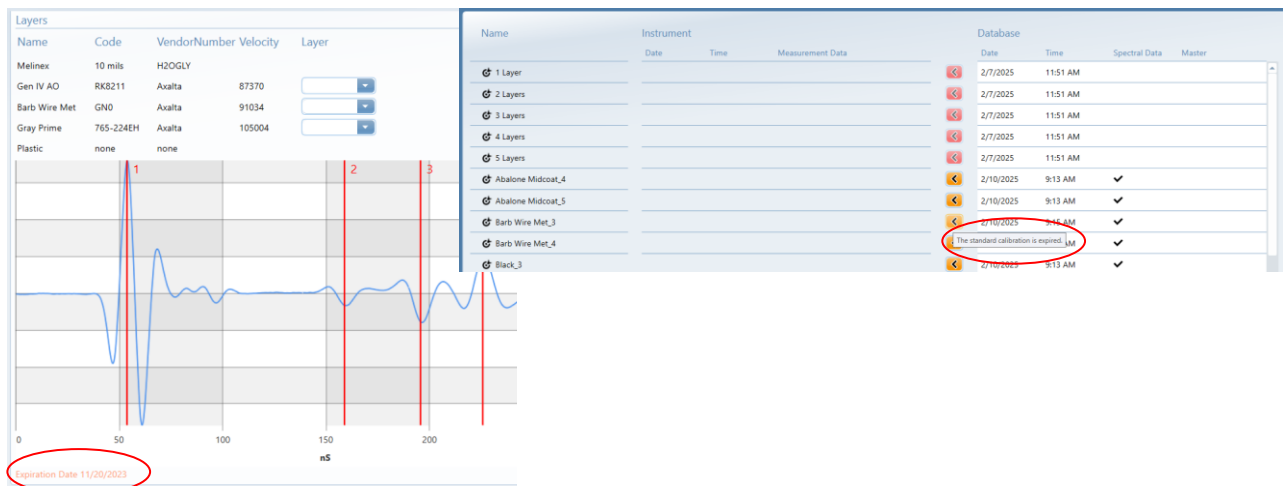 Layers
Name Code VendorNumber Velocity Layer
Melinex 10 mils H2OGLY
Gen IV AO RK8211 Axalta 87370
Barb Wire Met GN0 Axalta 91034
Gray Prime 765-224EH Axalta 105004
Plastic none none
1 2 3
0 50 100 150 200
nS
Expiration Date 11/20/2023
Name Instrument Database
Date Time Measurement Data Date Time Spectral Data Master
1 Layer 2/7/2025 11:51 AM
2 Layers 2/7/2025 11:51 AM
3 Layers 2/7/2025 11:51 AM
4 Layers 2/7/2025 11:51 AM
5 Layers 2/7/2025 11:51 AM
Abalone Midcoat_4 2/10/2025 9:13 AM
Abalone Midcoat_5 2/10/2025 9:13 AM
Barb Wire Met_3 2/10/2025 9:15 AM
Barb Wire Met_4 The standard calibration is expired. AM
Black_3 2/10/2025 9:13 AM